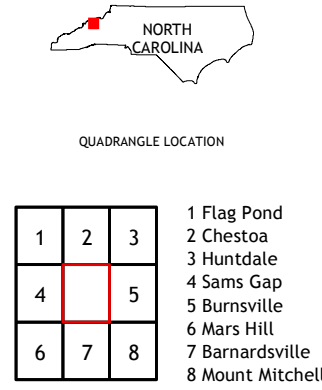 NORTH
CAROLINA
QUADRANGLE LOCATION
1 2 3
4 5
6 7 8
1 Flag Pond
2 Chestoa
3 Huntdale
4 Sams Gap
5 Burnsville
6 Mars Hill
7 Barnardsville
8 Mount Mitchell